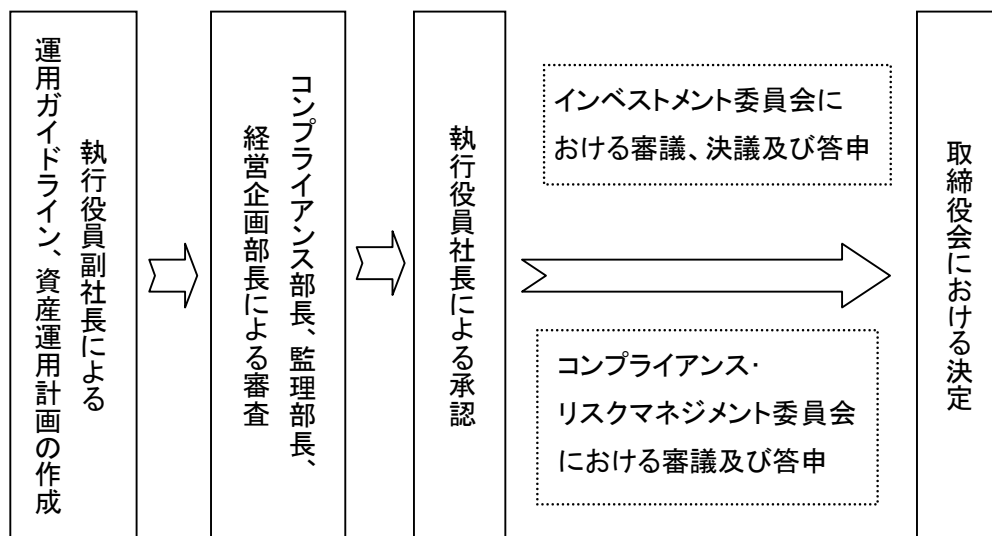 執行役員副社長による
運用ガイドライン、資産運用計画の作成
コンプライアンス部長、監理部長、
経営企画部長による審査
執行役員社長による承認
インベストメント委員会に
おける審議、決議及び答申
コンプライアンス・
リスクマネジメント委員会
における審議及び答申
取締役会における決定